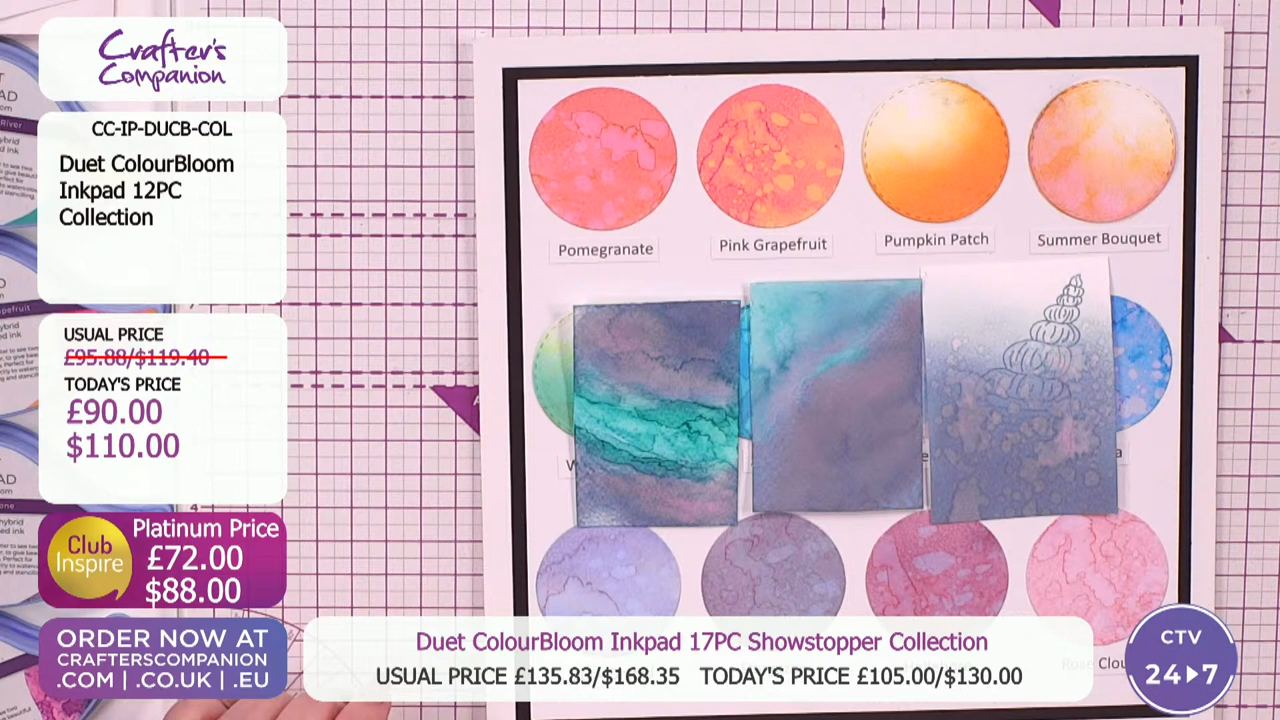 Crafter's
Companion
CC-IP-DUCB-COL
Duet ColourBloom
Inkpad 12PC
Collection
USUAL PRICE
£95.88/$119.40
TODAY'S PRICE
£90.00
$110.00
Club
Inspire
Platinum Price
£72.00
$88.00
ORDER NOW AT
CRAFTERSCOMPANION
.COM | .CO.UK | .EU
Pomegranate
Pink Grapefruit
Pumpkin Patch
Summer Bouquet
Duet ColourBloom Inkpad 17PC Showstopper Collection
USUAL PRICE £135.83/$168.35 TODAY'S PRICE £105.00/$130.00
CTV
24▶7